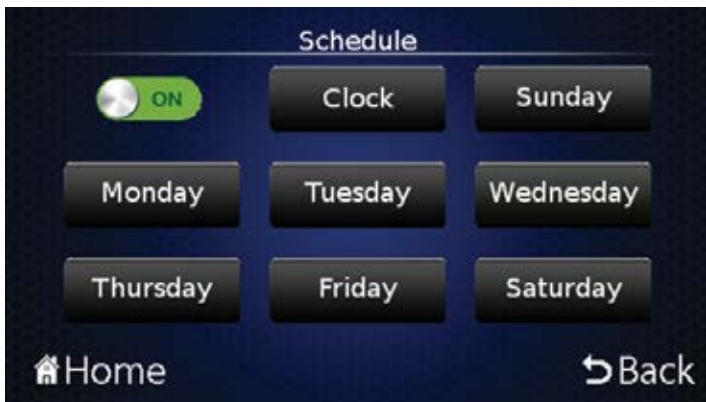 Schedule
ON Clock Sunday
Monday Tuesday Wednesday
Thursday Friday Saturday
Home Back